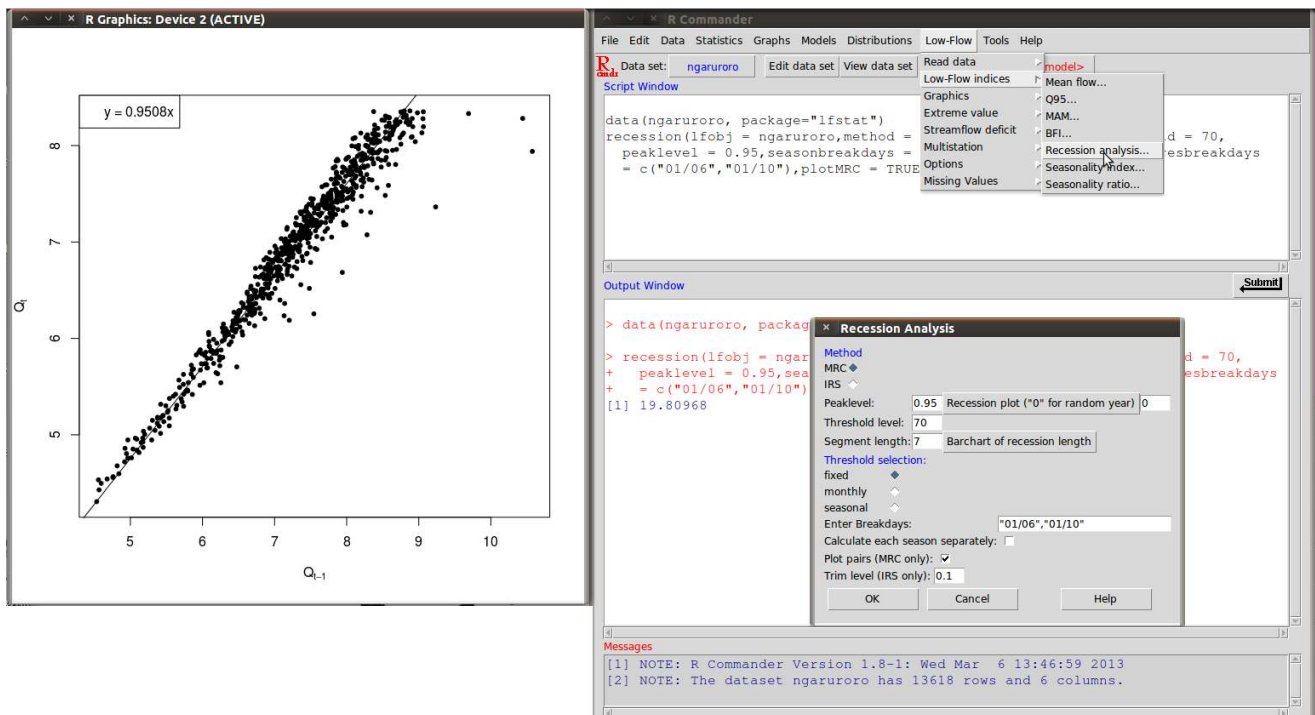 R Graphics: Device 2 (ACTIVE)
y = 0.9508x
8
7
6
5
Qt
5 6 7 8 9 10
Qt−1
R Commander
File Edit Data Statistics Graphs Models Distributions Low-Flow Tools Help
R cmdr Data set: ngaruroro Edit data set View data set model>
Read data
Low-Flow indices
Graphics
Extreme value
Streamflow deficit
Multistation
Options
Missing Values
Mean flow...
Q95...
MAM...
BFI...
Recession analysis...
Seasonality index...
Seasonality ratio...
Script Window
data(ngaruroro, package="lfstat")
recession(lfobj = ngaruroro,method = d = 70,
peaklevel = 0.95,seasonbreakdays = esbreakdays
= c("01/06","01/10"),plotMRC = TRUE
Output Window
Submit
> data(ngaruroro, packag
> recession(lfobj = ngar d = 70,
+ peaklevel = 0.95,sea esbreakdays
+ = c("01/06","01/10")
[1] 19.80968
Recession Analysis
Method
MRC
IRS
Peaklevel: 0.95 Recession plot ("0" for random year) 0
Threshold level: 70
Segment length: 7 Barchart of recession length
Threshold selection:
fixed
monthly
seasonal
Enter Breakdays: "01/06","01/10"
Calculate each season separately:
Plot pairs (MRC only):
Trim level (IRS only): 0.1
OK Cancel Help
Messages
[1] NOTE: R Commander Version 1.8-1: Wed Mar 6 13:46:59 2013
[2] NOTE: The dataset ngaruroro has 13618 rows and 6 columns.